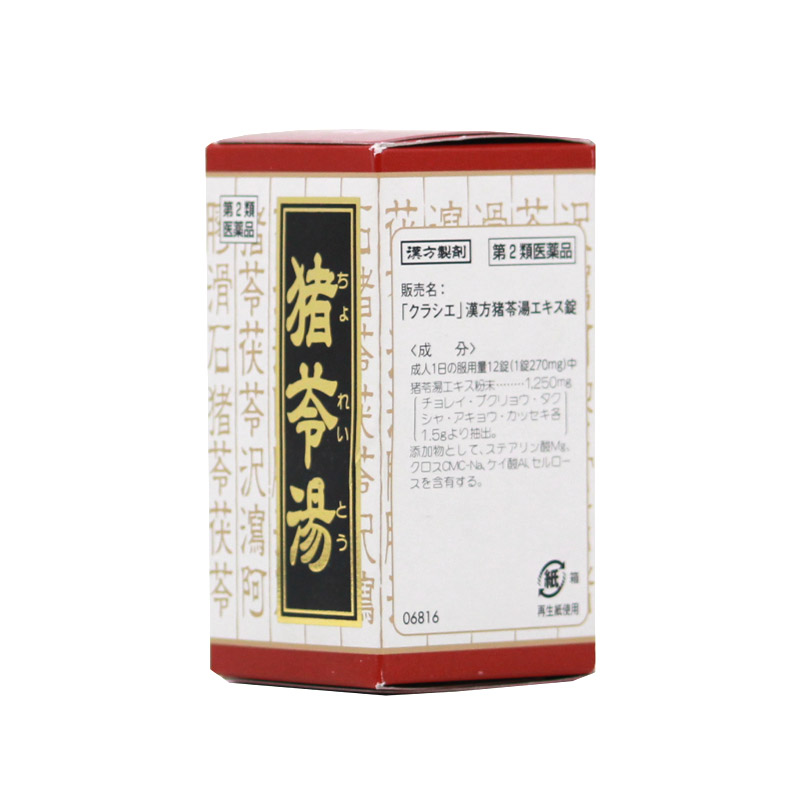 第2類
医薬品
猪苓湯
ちょれいとう
漢方製剤
第2類医薬品
販売名：
「クラシエ」漢方猪苓湯エキス錠
〈成　分〉
成人1日の服用量12錠(1錠270mg)中
猪苓湯エキス粉末………1,250mg
チョレイ・ブクリョウ・タク
シャ・アキョウ・カッセキ各
1.5gより抽出。
添加物として、ステアリン酸Mg、
クロスCMC-Na、ケイ酸Al、セルロー
スを含有する。
紙
箱
再生紙使用
06816
猪苓茯苓沢瀉阿
膠滑石猪苓茯苓